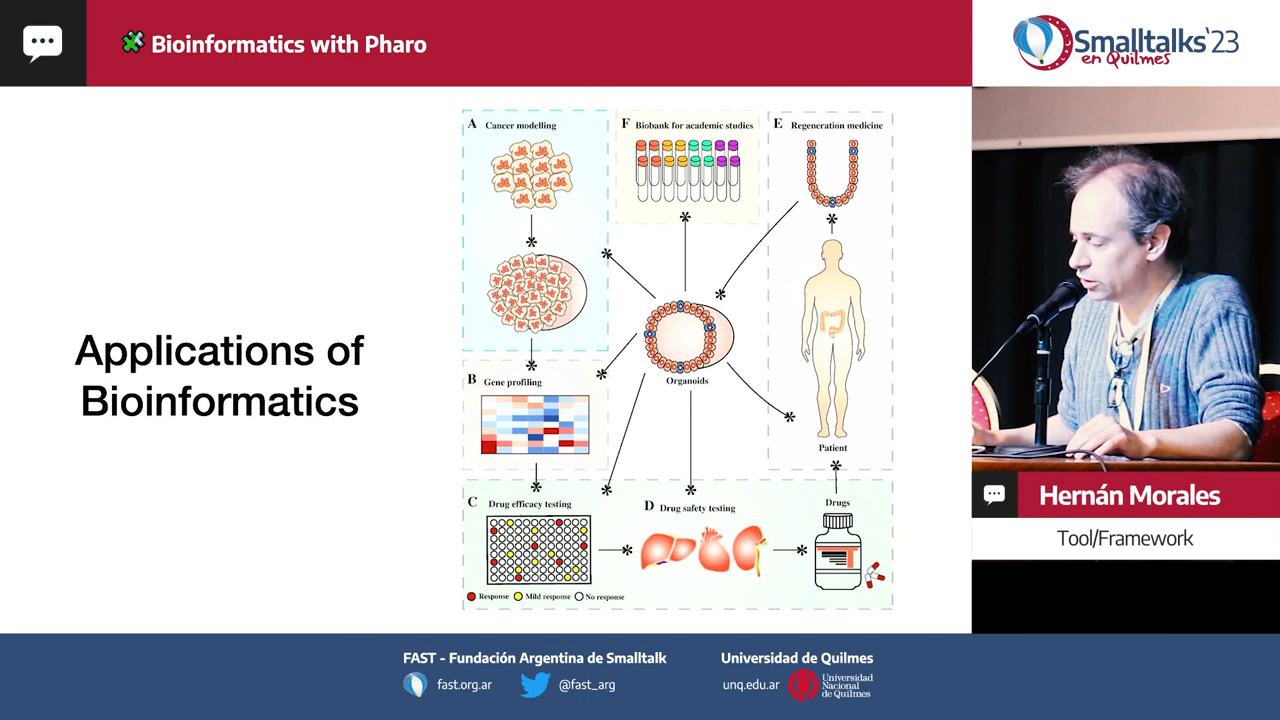 Bioinformatics with Pharo
Smalltalks'23
en Quilmes
Applications of
Bioinformatics
A Cancer modelling
F Biobank for academic studies
E Regeneration medicine
Organoids
B Gene profiling
Patient
C Drug efficacy testing
D Drug safety testing
Drugs
Response Mild response No response
Hernán Morales
Tool/Framework
FAST - Fundación Argentina de Smalltalk
fast.org.ar @fast_arg
Universidad de Quilmes
unq.edu.ar
Universidad
Nacional
de Quilmes